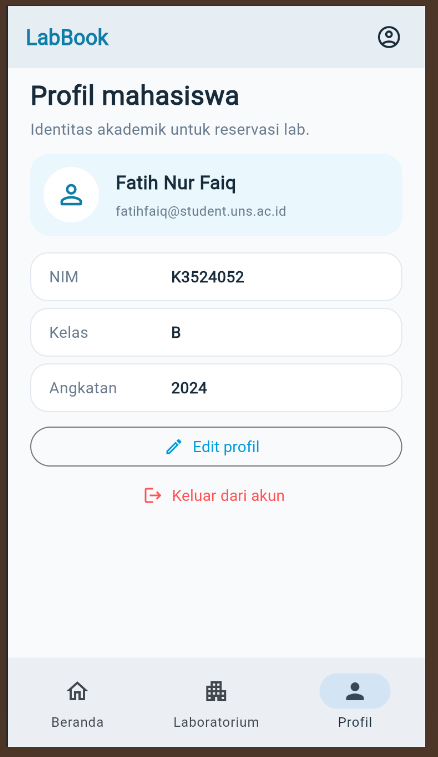 LabBook
Profil mahasiswa
Identitas akademik untuk reservasi lab.
Fatih Nur Faiq
fatihfaiq@student.uns.ac.id
NIM K3524052
Kelas B
Angkatan 2024
Edit profil
Keluar dari akun
Beranda Laboratorium Profil